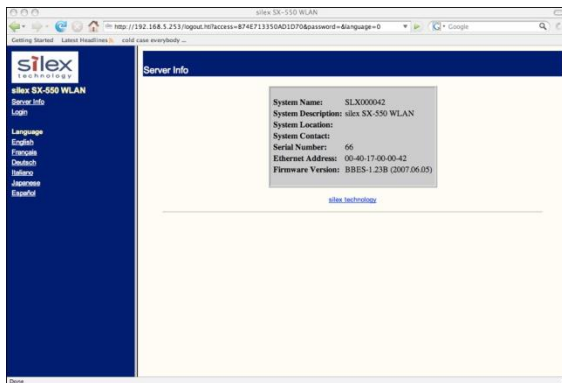 silex SX-550 WLAN
http://192.168.5.253/logout.htl?access=B74E713350AD1D70&password=&language=0
Google
Getting Started
Latest Headlines
cold case everybody ...
silex
technology
silex SX-550 WLAN
Server Info
Login
Language
English
Français
Deutsch
Italiano
Japanese
Español
Server Info
System Name: SLX000042
System Description: silex SX-550 WLAN
System Location:
System Contact:
Serial Number: 66
Ethernet Address: 00-40-17-00-00-42
Firmware Version: BBES-1.23B (2007.06.05)
silex technology
Done